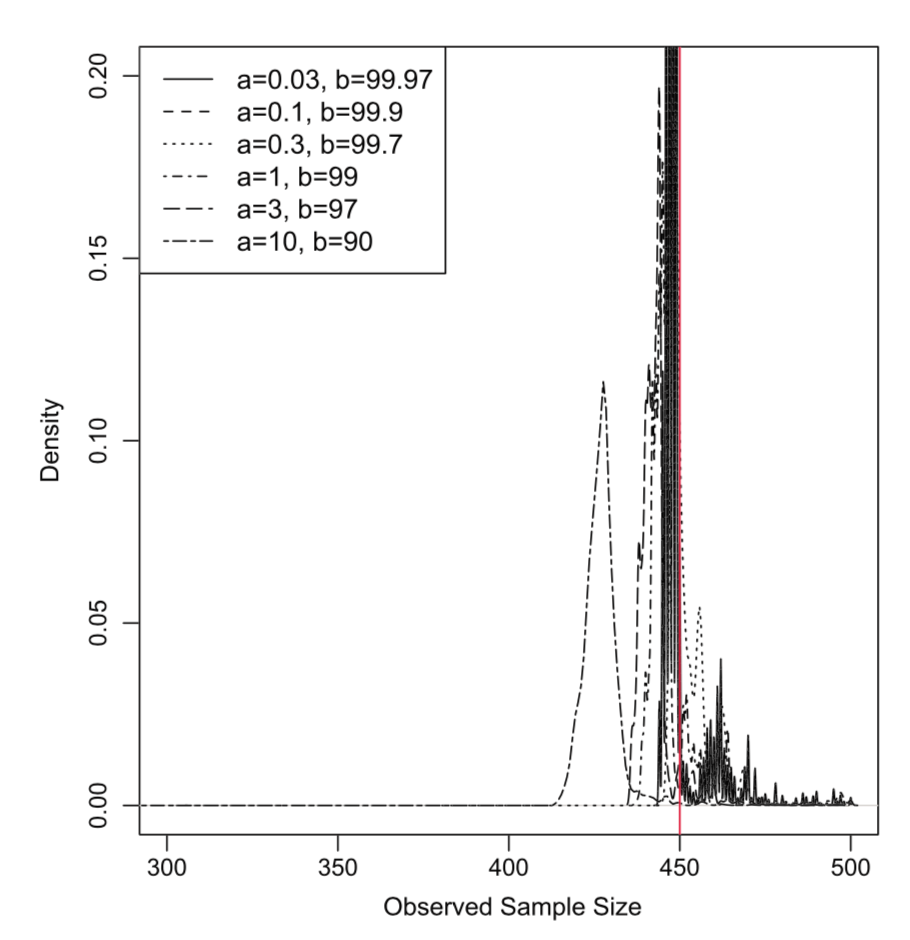 a=0.03, b=99.97
a=0.1, b=99.9
a=0.3, b=99.7
a=1, b=99
a=3, b=97
a=10, b=90
0.20
0.15
0.10
0.05
0.00
Density
300 350 400 450 500
Observed Sample Size